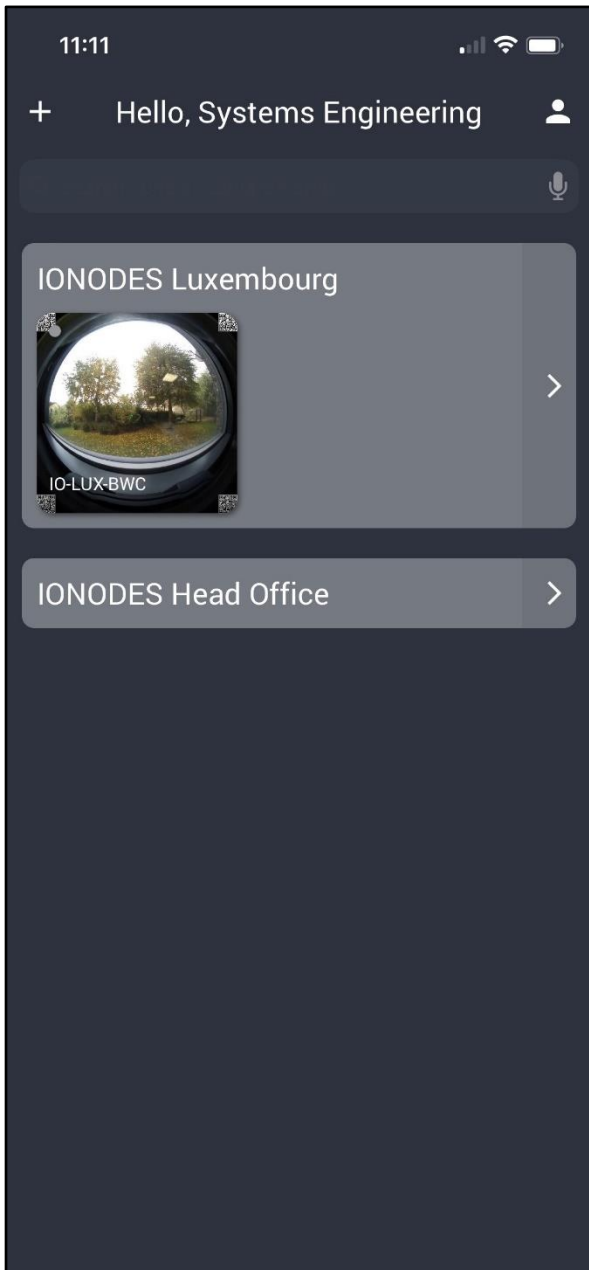 11:11
Hello, Systems Engineering
IONODES Luxembourg
IO-LUX-BWC
IONODES Head Office